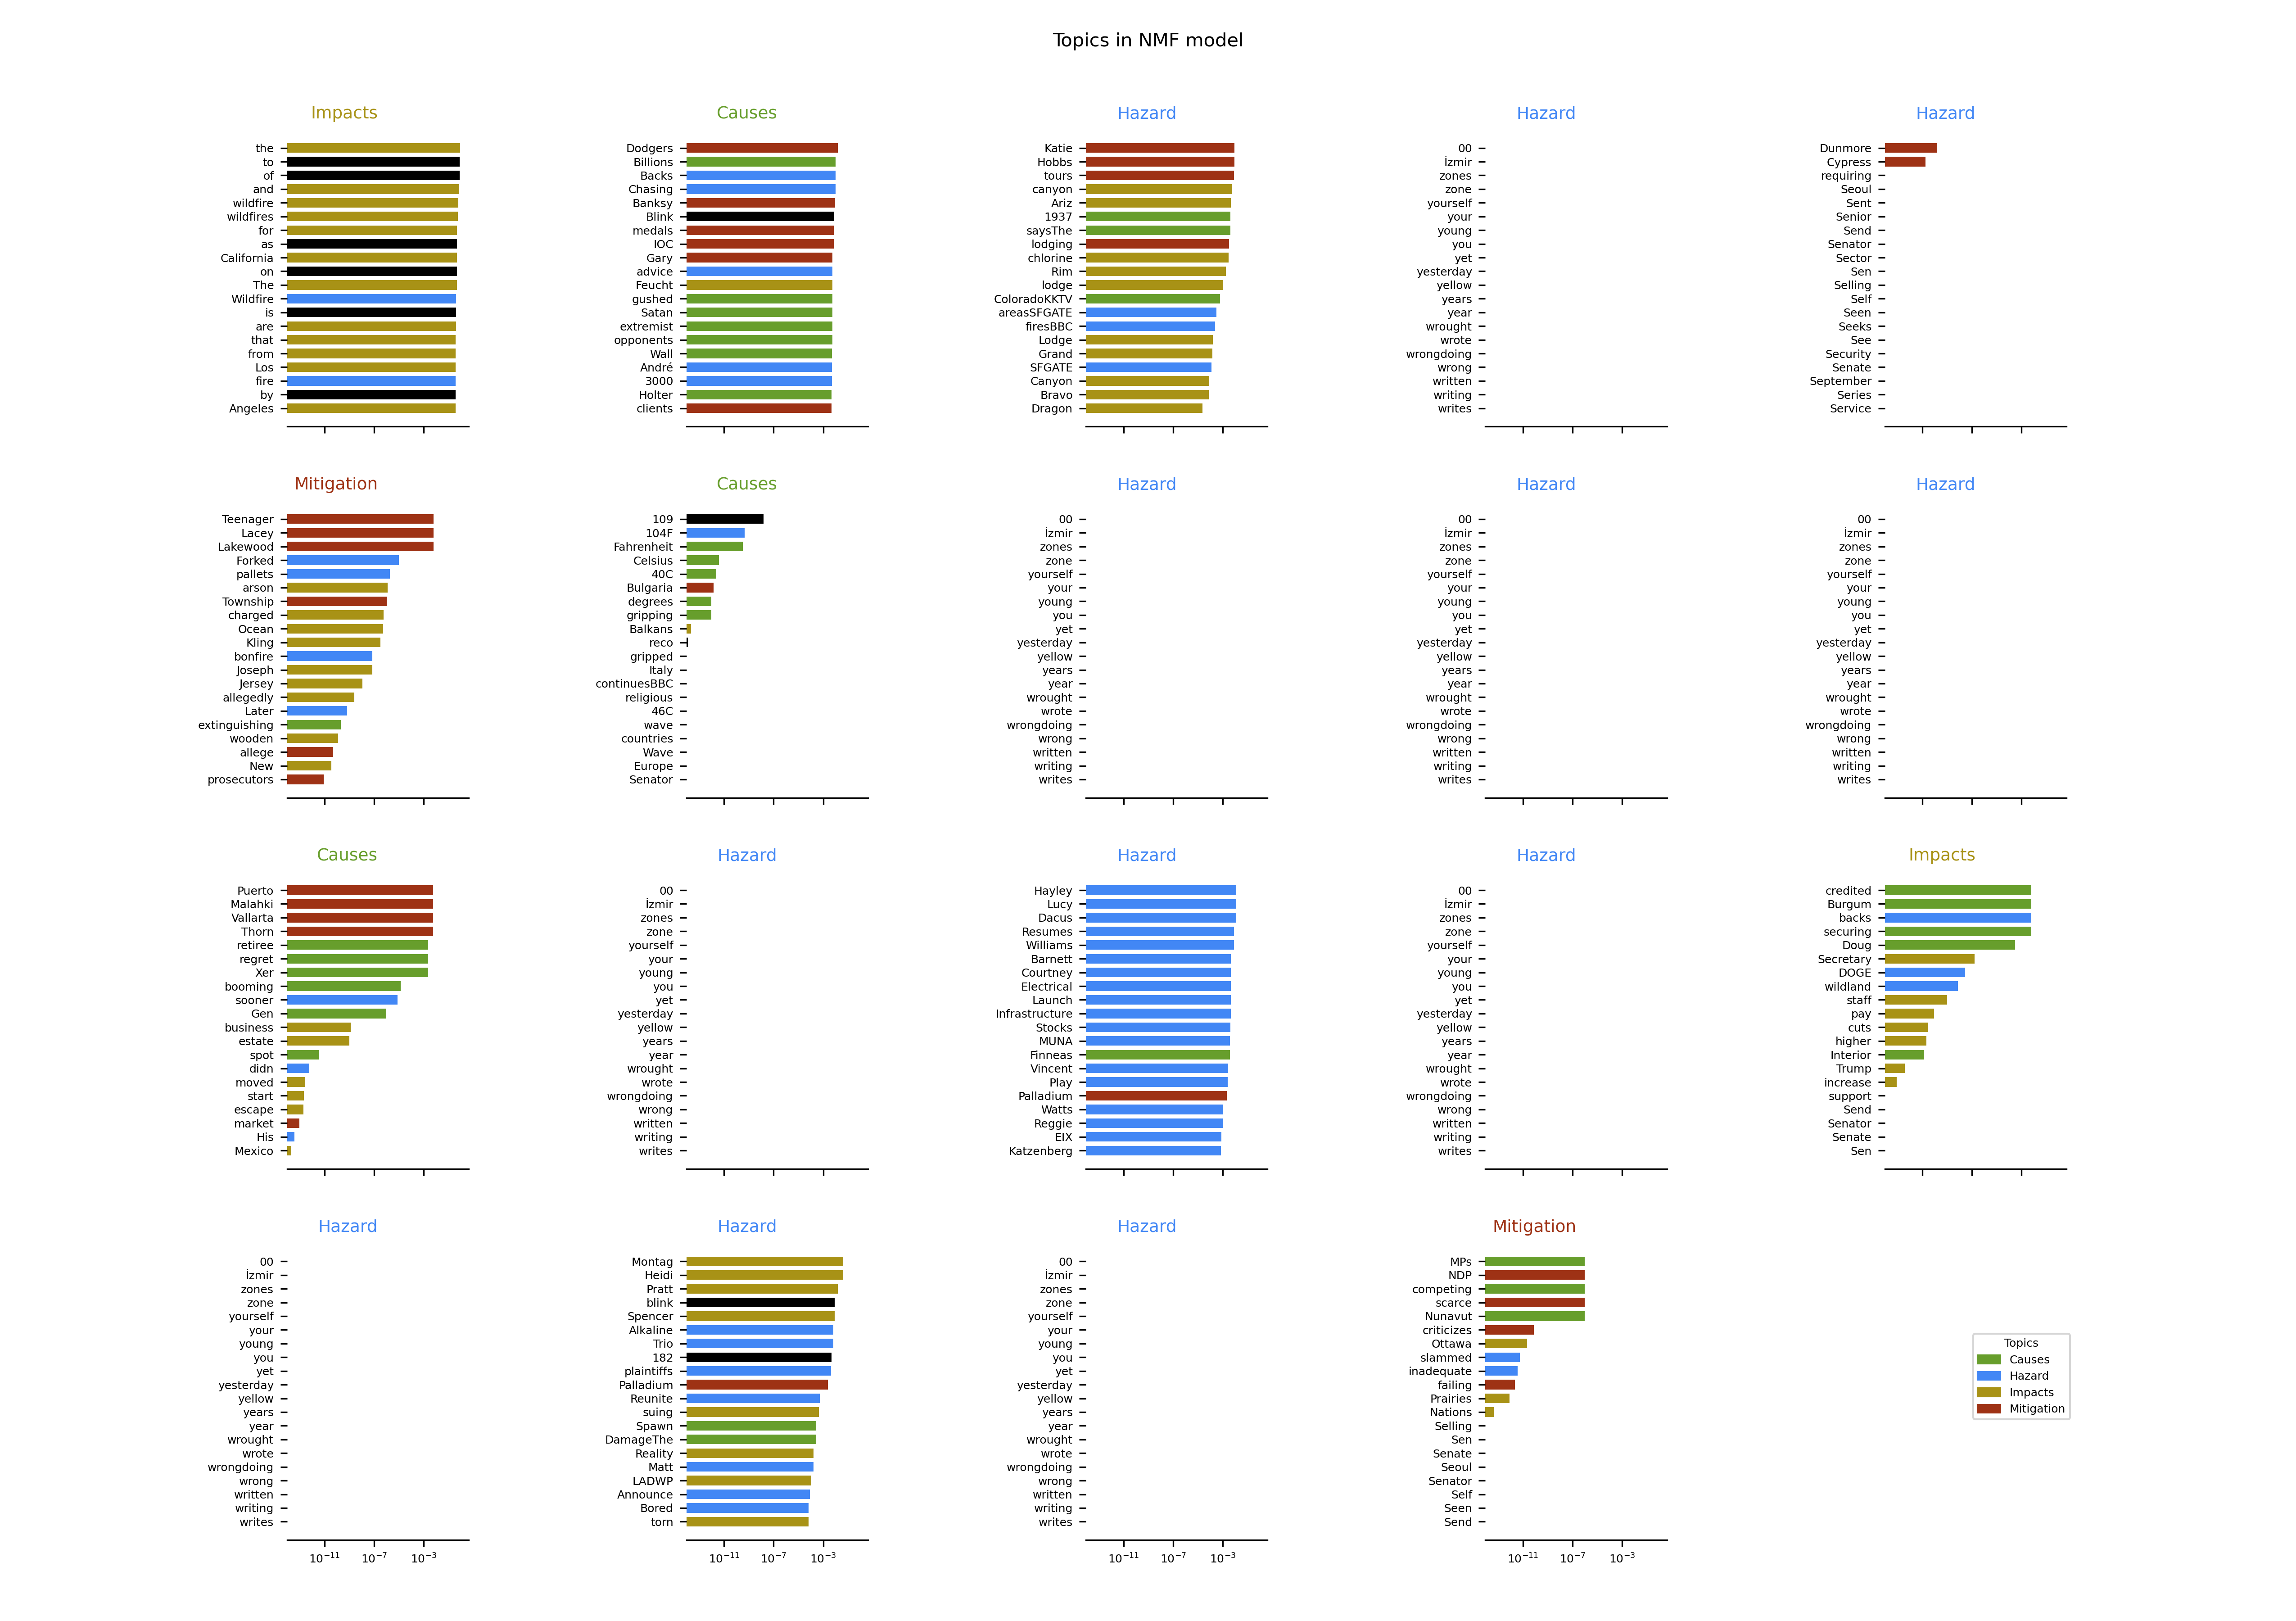 Topics in NMF model
Impacts
the
to
of
and
wildfire
wildfires
for
as
California
on
The
Wildfire
is
are
that
from
Los
fire
by
Angeles
Causes
Dodgers
Billions
Backs
Chasing
Banksy
Blink
medals
IOC
Gary
advice
Feucht
gushed
Satan
extremist
opponents
Wall
André
3000
Holter
clients
Hazard
Katie
Hobbs
tours
canyon
Ariz
1937
saysThe
lodging
chlorine
Rim
lodge
ColoradoKKTV
areasSFGATE
firesBBC
Lodge
Grand
SFGATE
Canyon
Bravo
Dragon
Hazard
00
İzmir
zones
zone
yourself
your
young
you
yet
yesterday
yellow
years
year
wrought
wrote
wrongdoing
wrong
written
writing
writes
Hazard
Dunmore
Cypress
requiring
Seoul
Sent
Senior
Send
Senator
Sector
Sen
Selling
Self
Seen
Seeks
See
Security
Senate
September
Series
Service
Mitigation
Teenager
Lacey
Lakewood
Forked
pallets
arson
Township
charged
Ocean
Kling
bonfire
Joseph
Jersey
allegedly
Later
extinguishing
wooden
allege
New
prosecutors
Causes
109
104F
Fahrenheit
Celsius
40C
Bulgaria
degrees
gripping
Balkans
reco
gripped
Italy
continuesBBC
religious
46C
wave
countries
Wave
Europe
Senator
Hazard
00
İzmir
zones
zone
yourself
your
young
you
yet
yesterday
yellow
years
year
wrought
wrote
wrongdoing
wrong
written
writing
writes
Hazard
00
İzmir
zones
zone
yourself
your
young
you
yet
yesterday
yellow
years
year
wrought
wrote
wrongdoing
wrong
written
writing
writes
Hazard
00
İzmir
zones
zone
yourself
your
young
you
yet
yesterday
yellow
years
year
wrought
wrote
wrongdoing
wrong
written
writing
writes
Causes
Puerto
Malahki
Vallarta
Thorn
retiree
regret
Xer
booming
sooner
Gen
business
estate
spot
didn
moved
start
escape
market
His
Mexico
Hazard
00
İzmir
zones
zone
yourself
your
young
you
yet
yesterday
yellow
years
year
wrought
wrote
wrongdoing
wrong
written
writing
writes
Hazard
Hayley
Lucy
Dacus
Resumes
Williams
Barnett
Courtney
Electrical
Launch
Infrastructure
Stocks
MUNA
Finneas
Vincent
Play
Palladium
Watts
Reggie
EIX
Katzenberg
Hazard
00
İzmir
zones
zone
yourself
your
young
you
yet
yesterday
yellow
years
year
wrought
wrote
wrongdoing
wrong
written
writing
writes
Impacts
credited
Burgum
backs
securing
Doug
Secretary
DOGE
wildland
staff
pay
cuts
higher
Interior
Trump
increase
support
Send
Senator
Senate
Sen
Hazard
00
İzmir
zones
zone
yourself
your
young
you
yet
yesterday
yellow
years
year
wrought
wrote
wrongdoing
wrong
written
writing
writes
10⁻¹¹ 10⁻⁷ 10⁻³
Hazard
Montag
Heidi
Pratt
blink
Spencer
Alkaline
Trio
182
plaintiffs
Palladium
Reunite
suing
Spawn
DamageThe
Reality
Matt
LADWP
Announce
Bored
torn
10⁻¹¹ 10⁻⁷ 10⁻³
Hazard
00
İzmir
zones
zone
yourself
your
young
you
yet
yesterday
yellow
years
year
wrought
wrote
wrongdoing
wrong
written
writing
writes
10⁻¹¹ 10⁻⁷ 10⁻³
Mitigation
MPs
NDP
competing
scarce
Nunavut
criticizes
Ottawa
slammed
inadequate
failing
Prairies
Nations
Selling
Sen
Senate
Seoul
Senator
Self
Seen
Send
10⁻¹¹ 10⁻⁷ 10⁻³
Topics
Causes
Hazard
Impacts
Mitigation